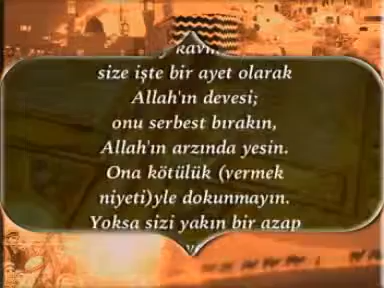 size işte bir ayet olarak
Allah'ın devesi;
onu serbest bırakın,
Allah'ın arzında yesin.
Ona kötülük (vermek
niyeti)yle dokunmayın.
Yoksa sizi yakın bir azap